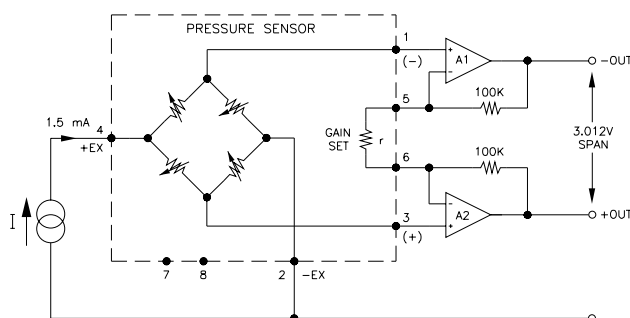 PRESSURE SENSOR
1
(-)
+
A1
-
-OUT
5
100K
1.5 mA
4
+EX
GAIN
SET
r
3.012V
SPAN
6
100K
I
-
A2
+
+OUT
3
(+)
7
8
2
-EX